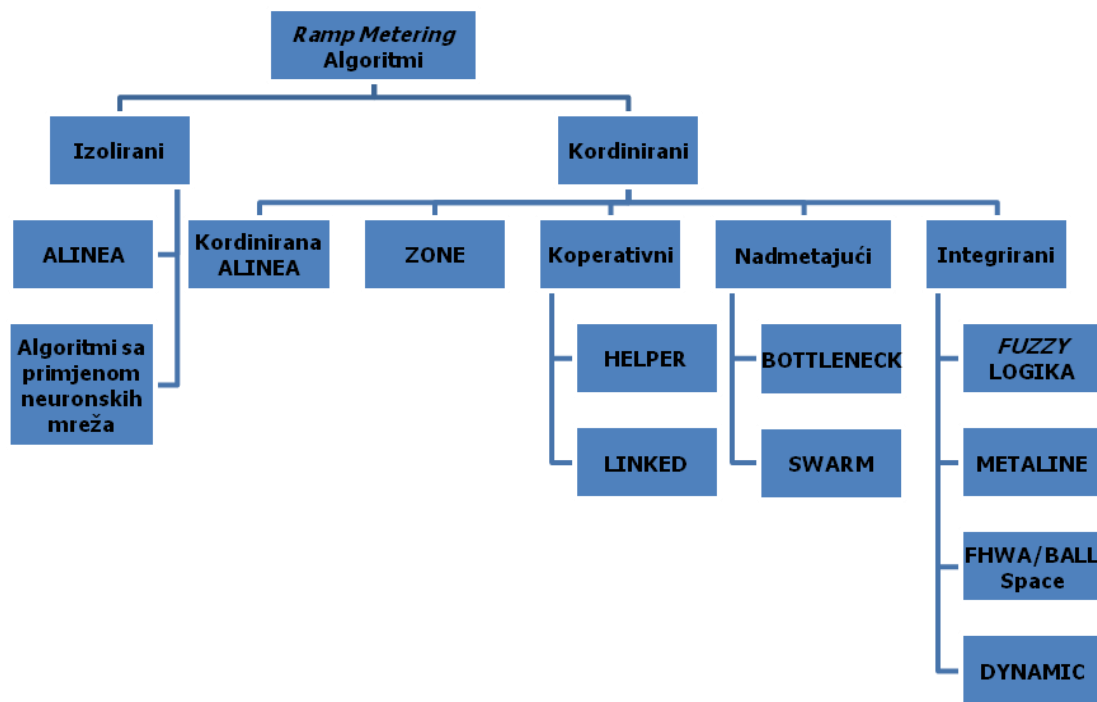 Ramp Metering
Algoritmi
Izolirani
Kordinirani
ALINEA
Kordinirana
ALINEA
ZONE
Koperativni
Nadmetajući
Integrirani
Algoritmi sa
primjenom
neuronskih
mreža
HELPER
BOTTLENECK
FUZZY
LOGIKA
LINKED
SWARM
METALINE
FHWA/BALL
Space
DYNAMIC